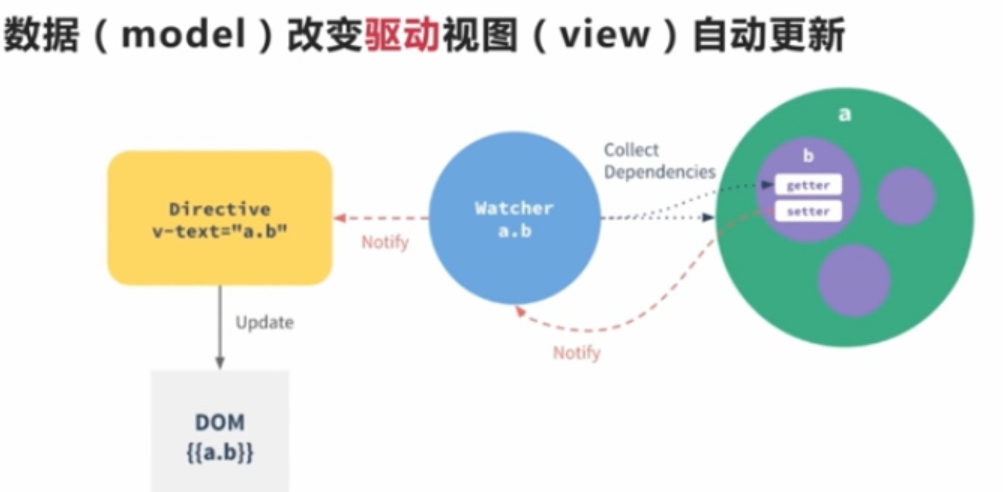 数据（model）改变驱动视图（view）自动更新
Directive
v-text="a.b"
Notify
Watcher
a.b
Collect
Dependencies
a
b
getter
setter
Notify
Update
DOM
{{a.b}}